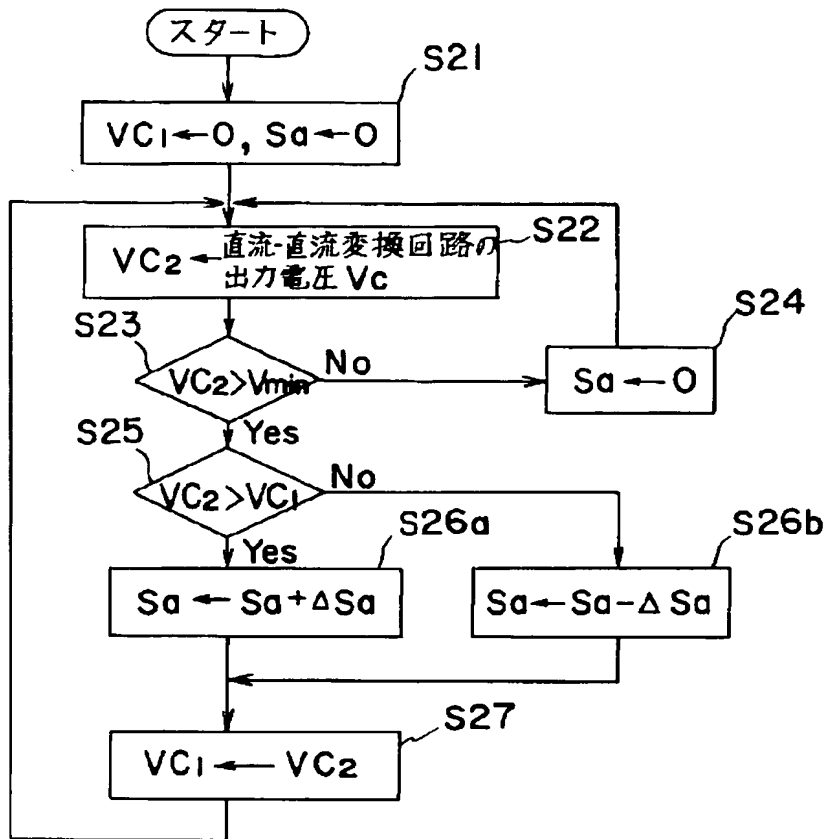 スタート
S21
VC₁←0, Sa←0
VC₂ ← 直流-直流変換回路の
出力電圧 Vc
S22
S23
VC₂>Vmin
No
Yes
S24
Sa ← 0
S25
VC₂>VC₁
No
Yes
S26a
Sa ← Sa+ΔSa
S26b
Sa←Sa-ΔSa
S27
VC₁ ← VC₂